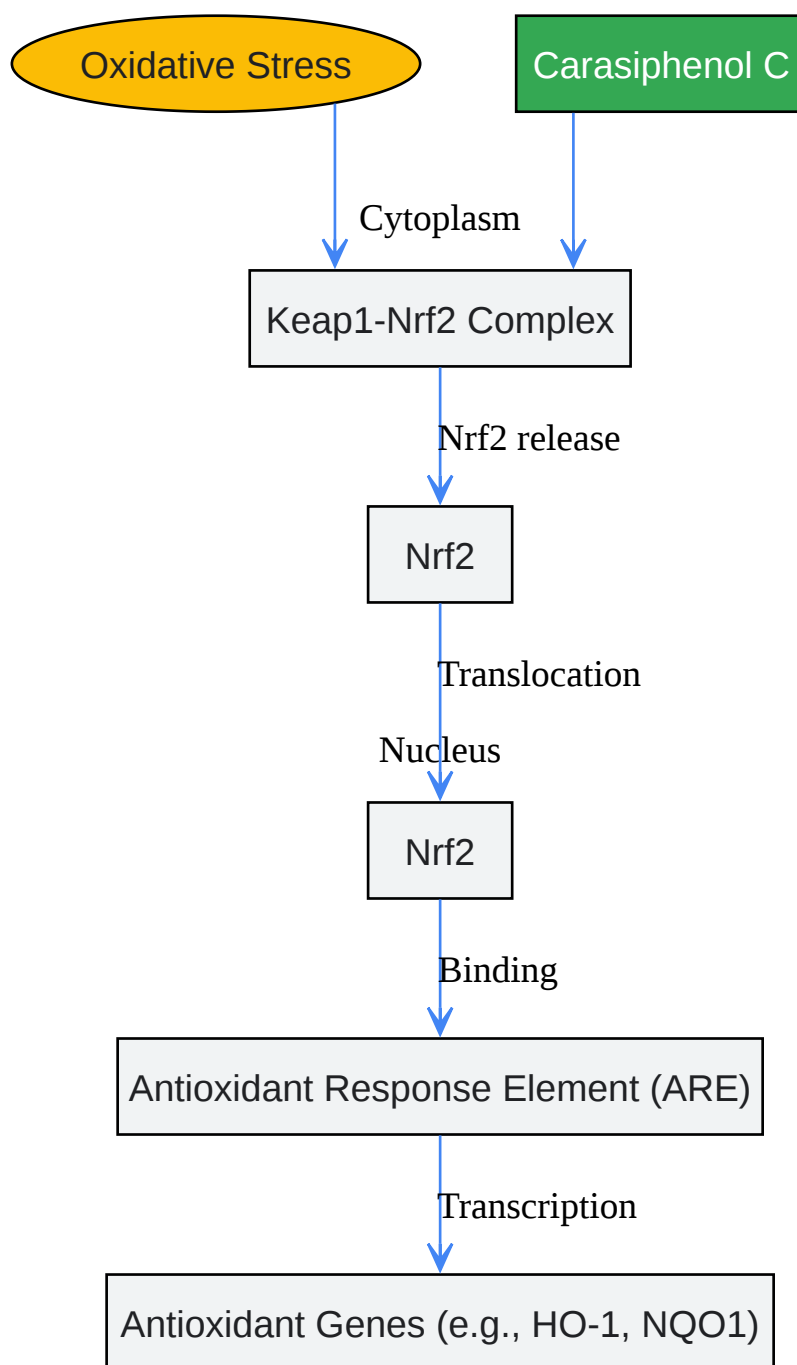 Oxidative Stress
Carasiphenol C
Cytoplasm
Keap1-Nrf2 Complex
Nrf2 release
Nrf2
Translocation
Nucleus
Nrf2
Binding
Antioxidant Response Element (ARE)
Transcription
Antioxidant Genes (e.g., HO-1, NQO1)